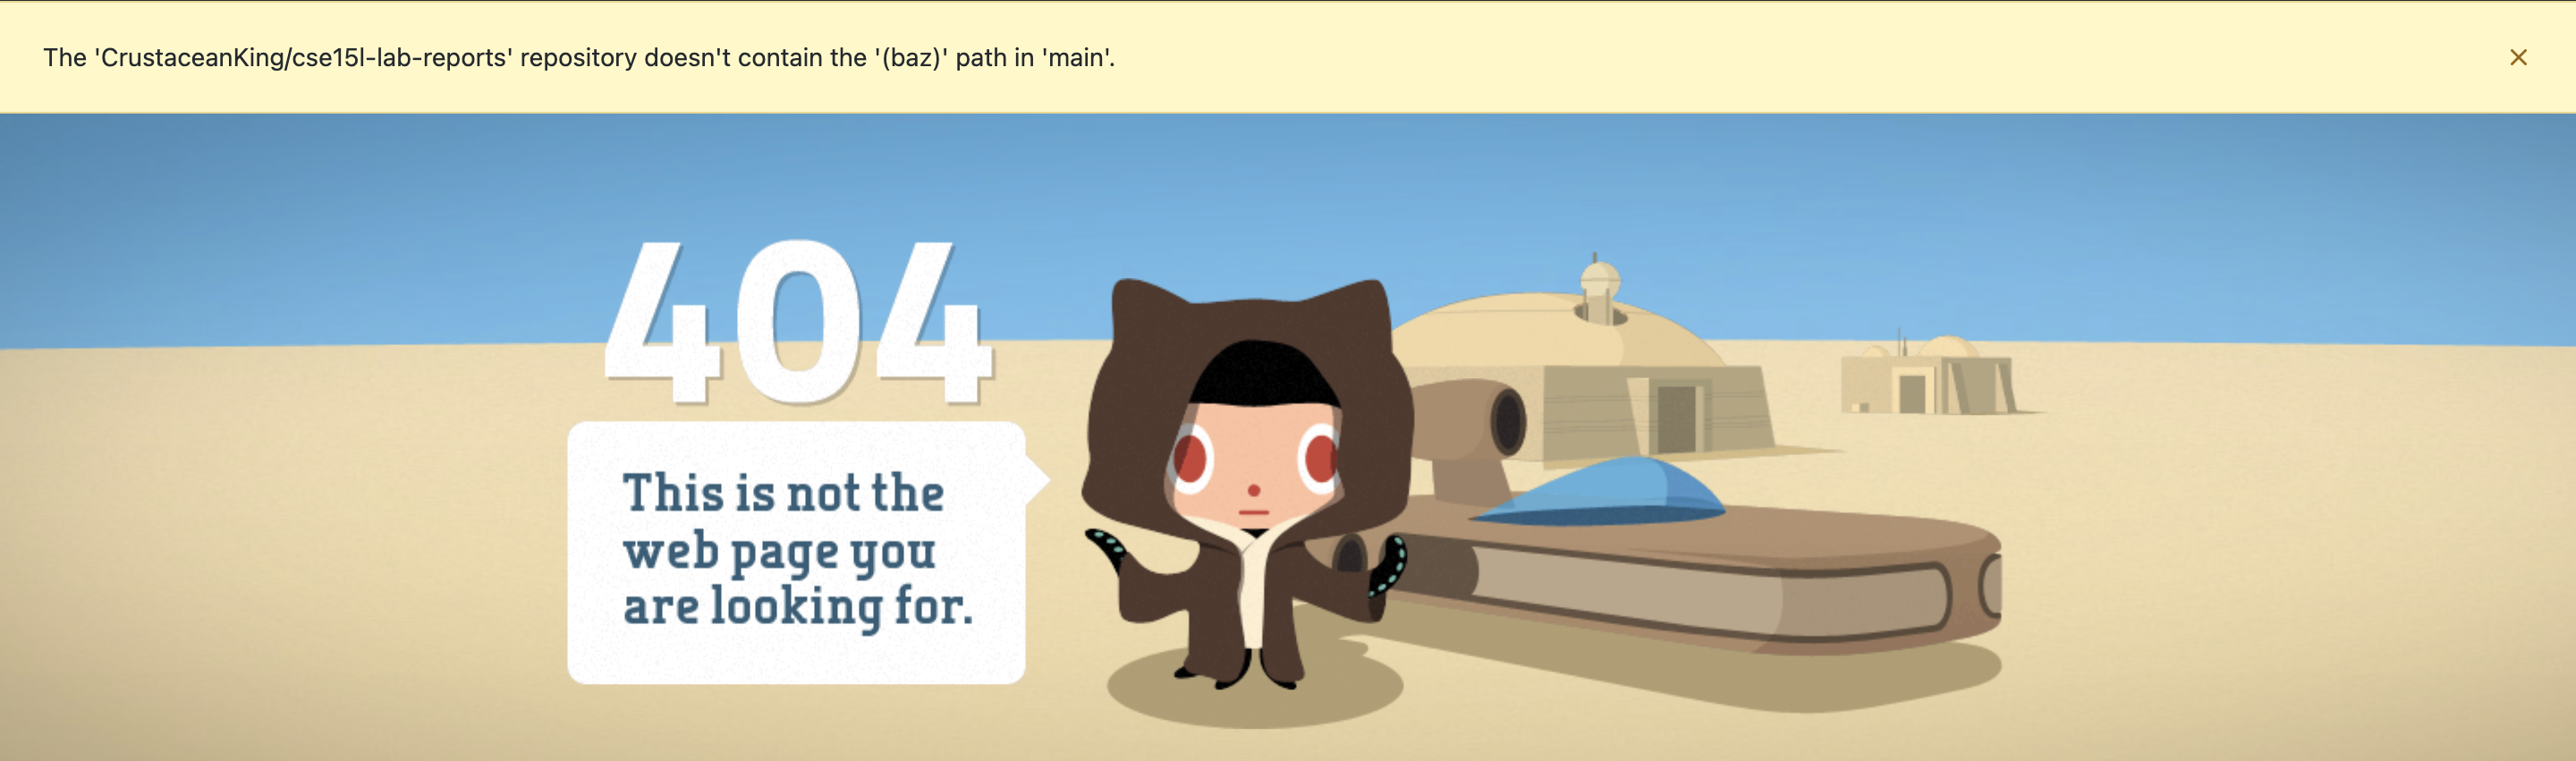 The 'CrustaceanKing/cse15l-lab-reports' repository doesn't contain the '(baz)' path in 'main'.
404
This is not the
web page you
are looking for.